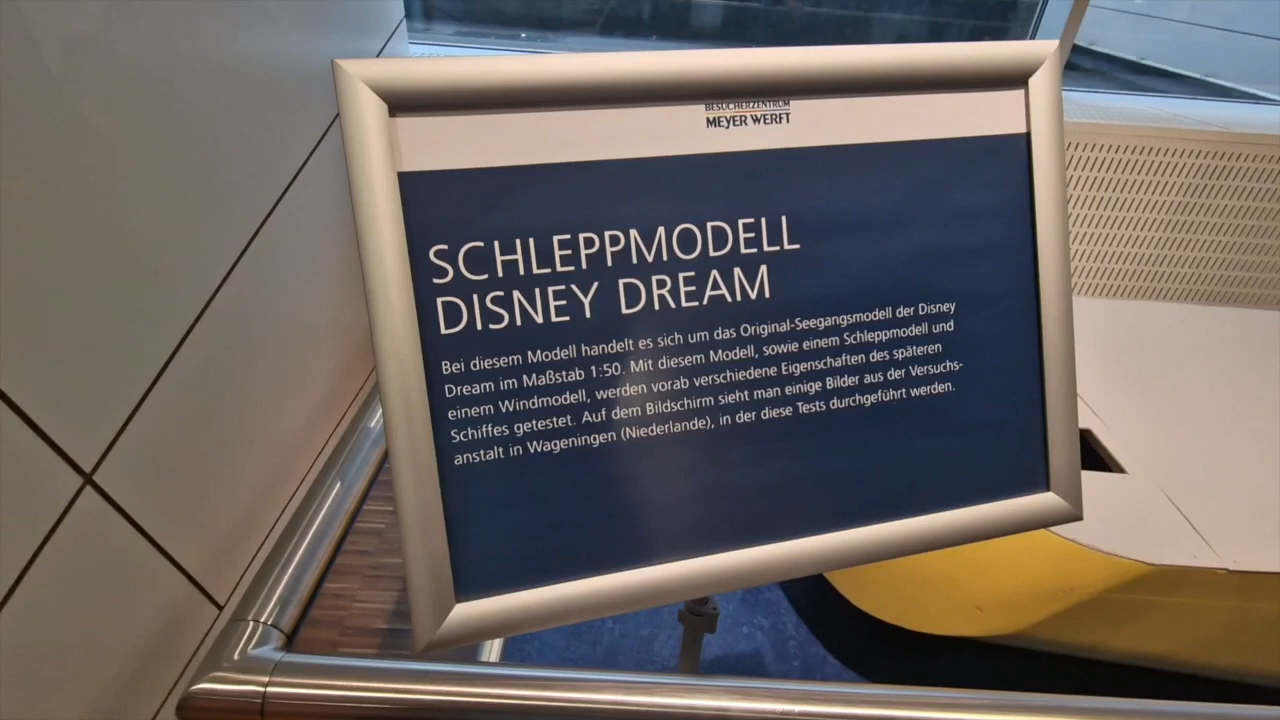 BESUCHERZENTRUM
MEYER WERFT
SCHLEPPMODELL
DISNEY DREAM
Bei diesem Modell handelt es sich um das Original-Seegangsmodell der Disney
Dream im Maßstab 1:50. Mit diesem Modell, sowie einem Schleppmodell und
einem Windmodell, werden vorab verschiedene Eigenschaften des späteren
Schiffes getestet. Auf dem Bildschirm sieht man einige Bilder aus der Versuchs-
anstalt in Wageningen (Niederlande), in der diese Tests durchgeführt werden.